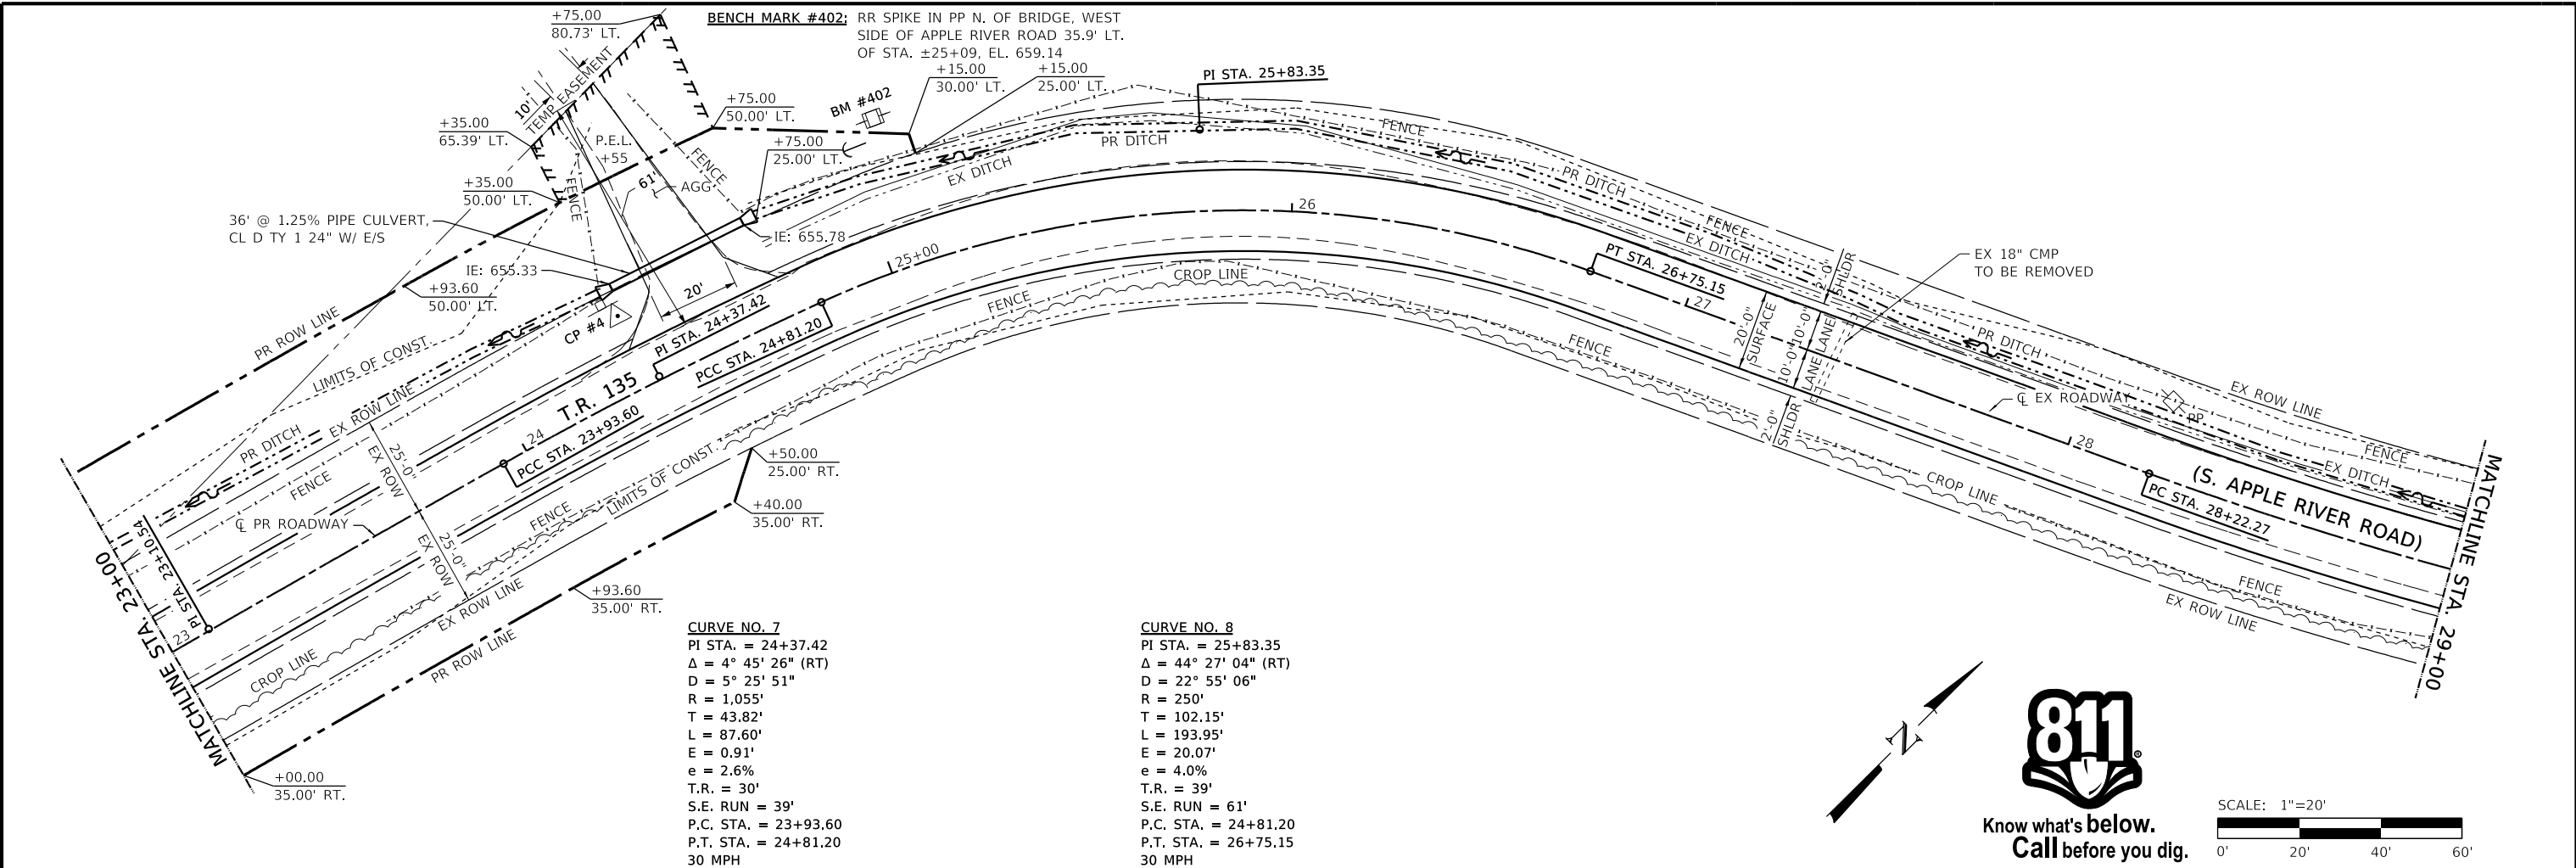 +75.00
80.73' LT.
BENCH MARK #402: RR SPIKE IN PP N. OF BRIDGE, WEST
SIDE OF APPLE RIVER ROAD 35.9' LT.
OF STA. ±25+09, EL. 659.14
+15.00
30.00' LT.
+15.00
25.00' LT.
PI STA. 25+83.35
BM #402
10'
TEMP EASEMENT
+75.00
50.00' LT.
+35.00
65.39' LT.
P.E.L.
+55
FENCE
+75.00
25.00' LT.
FENCE
PR DITCH
EX DITCH
PR DITCH
61'
AGG
FENCE
+35.00
50.00' LT.
36' @ 1.25% PIPE CULVERT,
CL D TY 1 24" W/ E/S
IE: 655.78
IE: 655.33
25+00
26
FENCE
EX DITCH
PT STA. 26+75.15
EX 18" CMP
TO BE REMOVED
CROP LINE
FENCE
+93.60
50.00' LT.
20'
PR ROW LINE
CP #4
PI STA. 24+37.42
PCC STA. 24+81.20
27
2'-0"
SHLDR
20'-0"
SURFACE
10'-0"
LANE
10'-0"
LANE
2'-0"
SHLDR
FENCE
PR DITCH
LIMITS OF CONST.
T.R. 135
EX ROW LINE
PR DITCH
FENCE
24
PCC STA. 23+93.60
25'-0"
EX ROW
25'-0"
EX ROW
LIMITS OF CONST.
FENCE
+50.00
25.00' RT.
+40.00
35.00' RT.
℄ EX ROADWAY
PP
EX ROW LINE
28
FENCE
EX DITCH
(S. APPLE RIVER ROAD)
PC STA. 28+22.27
CROP LINE
FENCE
EX ROW LINE
MATCHLINE STA. 29+00
℄ PR ROADWAY
PI STA. 23+10.54
23
MATCHLINE STA. 23+00
CROP LINE
EX ROW LINE
PR ROW LINE
+93.60
35.00' RT.
+00.00
35.00' RT.
CURVE NO. 7
PI STA. = 24+37.42
Δ = 4° 45' 26" (RT)
D = 5° 25' 51"
R = 1,055'
T = 43.82'
L = 87.60'
E = 0.91'
e = 2.6%
T.R. = 30'
S.E. RUN = 39'
P.C. STA. = 23+93.60
P.T. STA. = 24+81.20
30 MPH
CURVE NO. 8
PI STA. = 25+83.35
Δ = 44° 27' 04" (RT)
D = 22° 55' 06"
R = 250'
T = 102.15'
L = 193.95'
E = 20.07'
e = 4.0%
T.R. = 39'
S.E. RUN = 61'
P.C. STA. = 24+81.20
P.T. STA. = 26+75.15
30 MPH
N
811®
Know what's below.
Call before you dig.
SCALE: 1"=20'
0' 20' 40' 60'